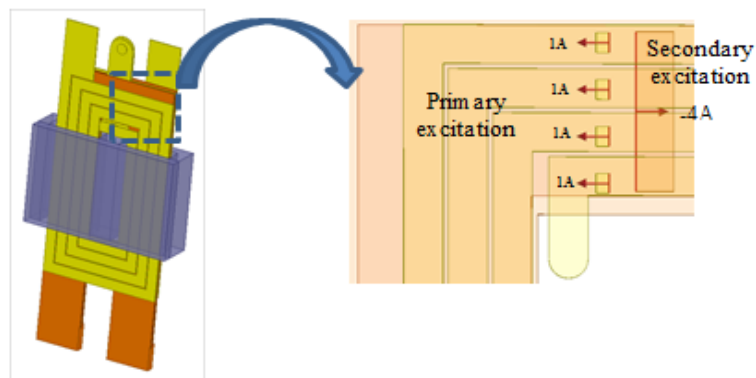 1A
Secondary
excitation
1A
Primary
excitation
-4A
1A
1A